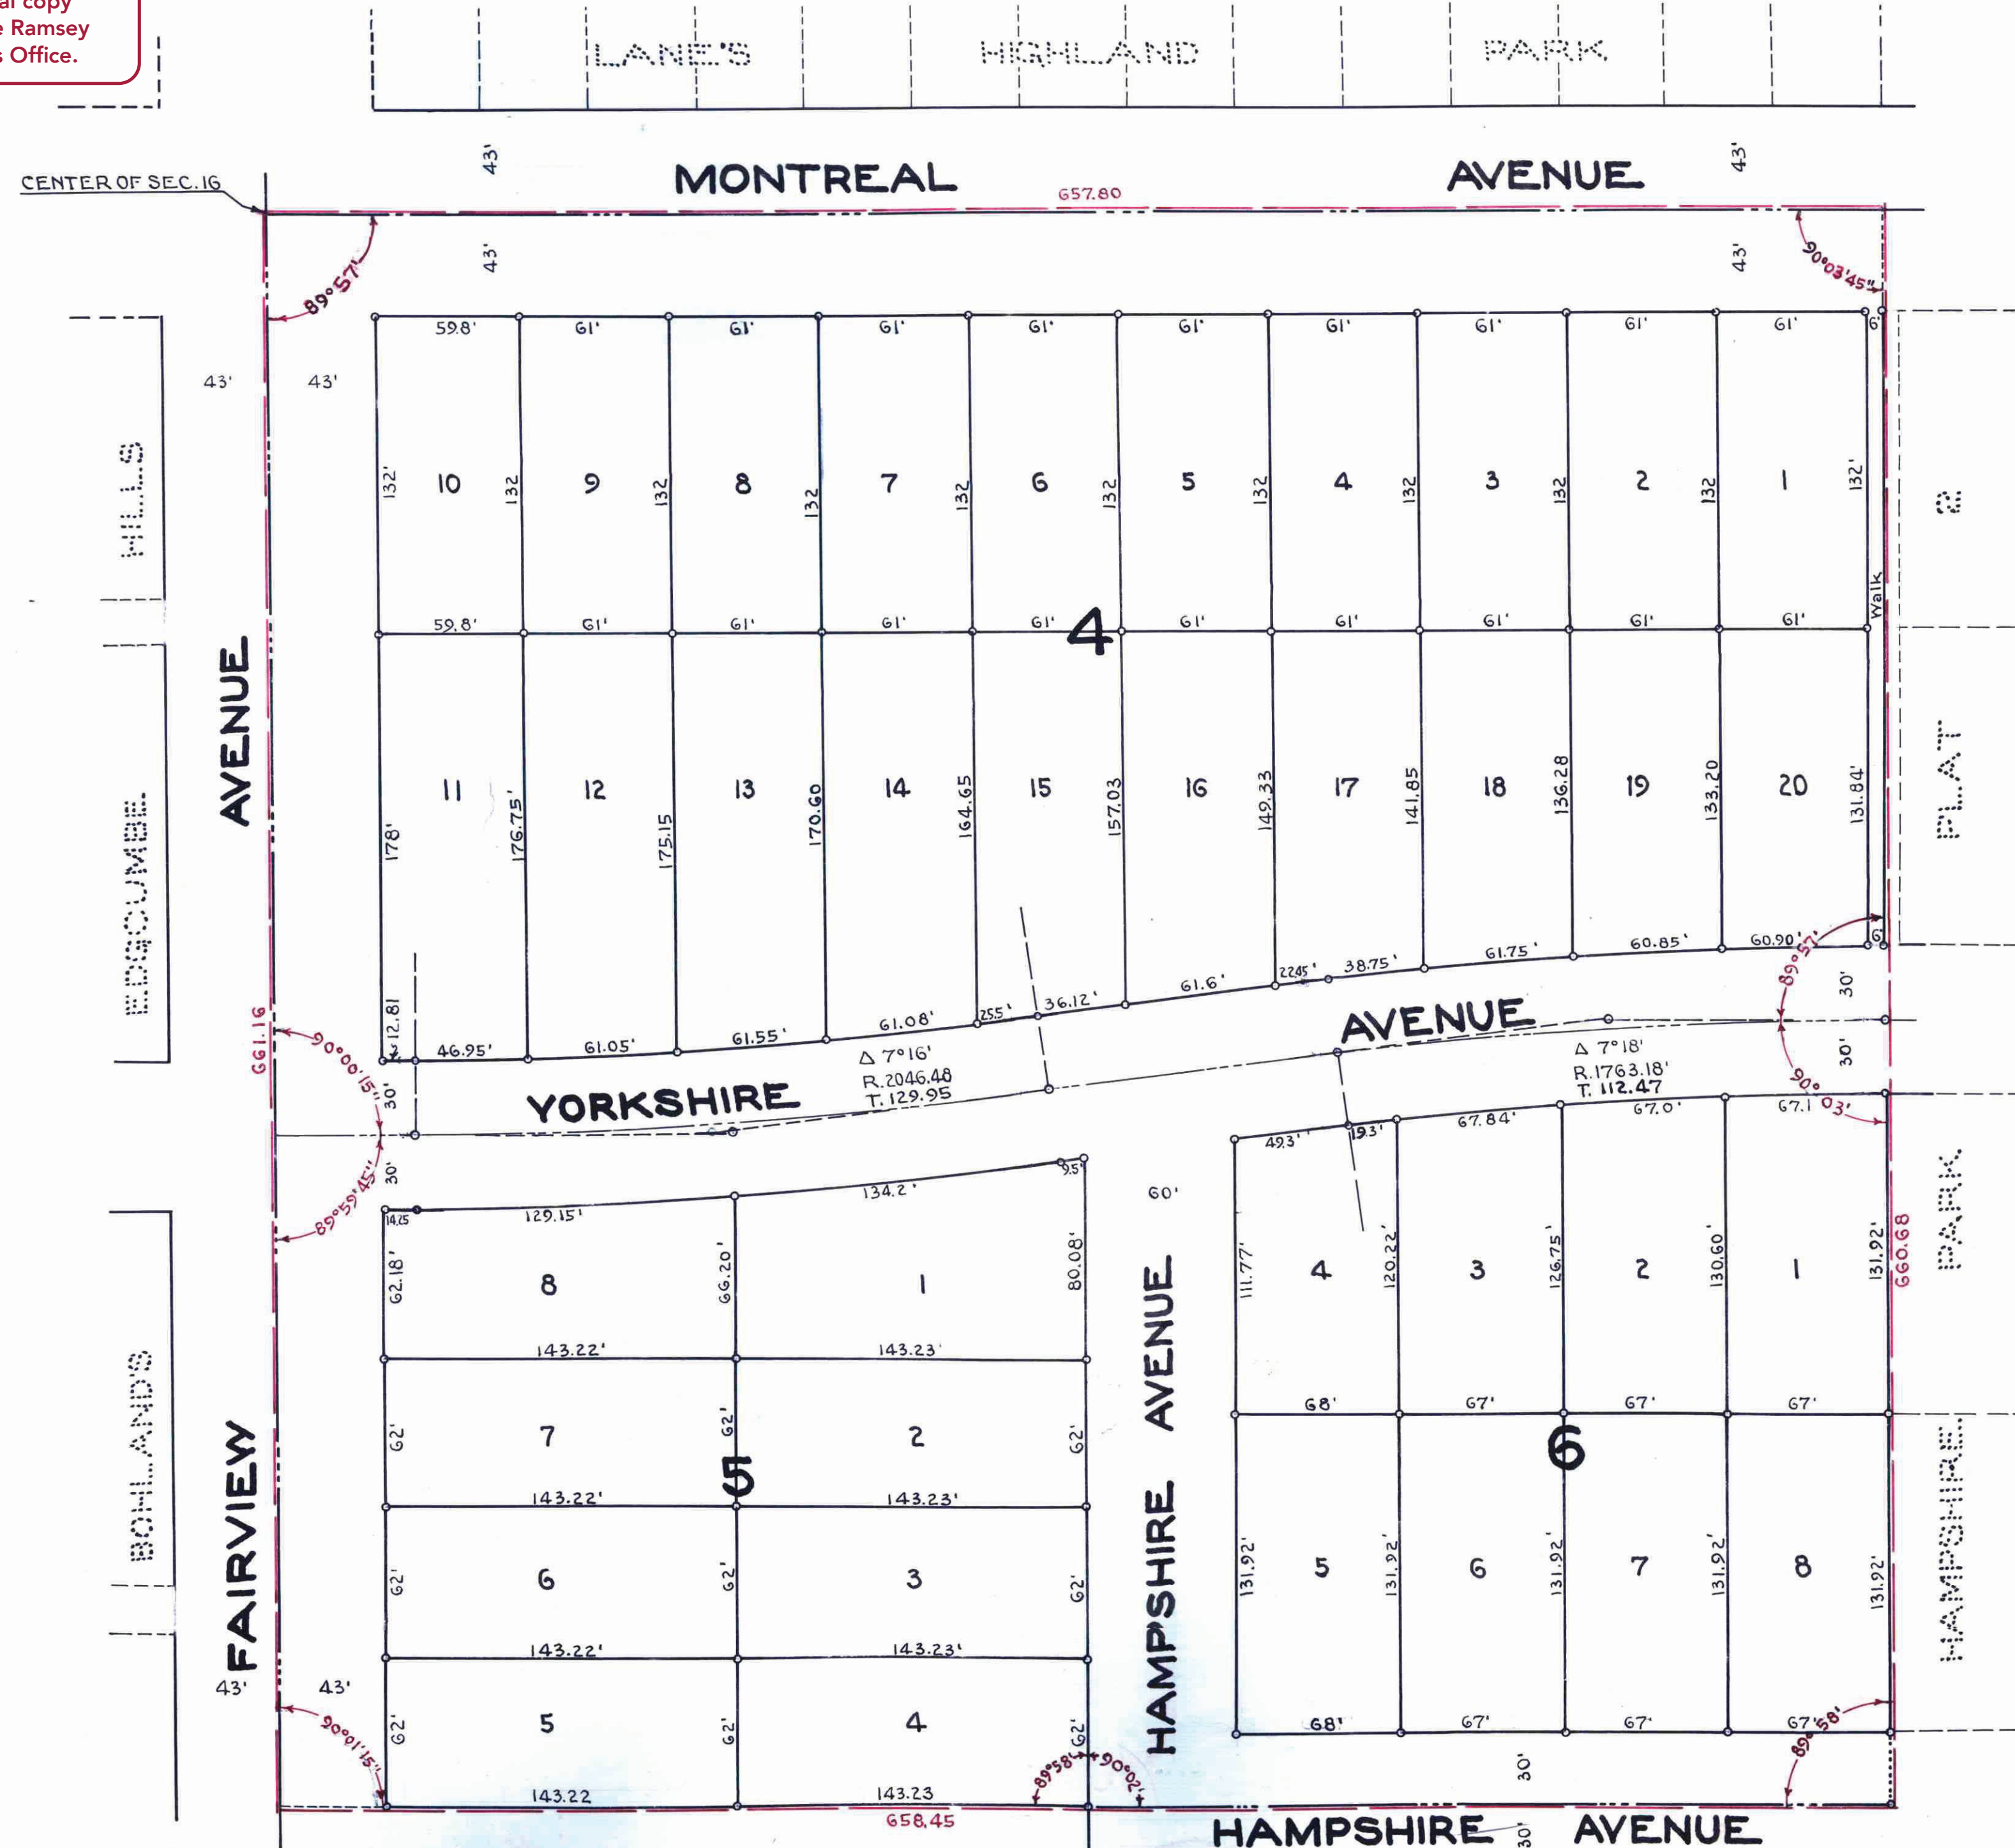 al copy
e Ramsey
s Office.
LANE'S HIGHLAND PARK
CENTER OF SEC. 16
43' MONTREAL AVENUE 43'
657.80
89°57' 43' 43' 90°03'45"
59.8' 61' 61' 61' 61' 61' 61' 61' 61' 61' 6'
43' 43'
HILLS
132' 10 132 9 132 8 132 7 132 6 132 5 132 4 132 3 132 2 132 1 132'
2
Walk
59.8' 61' 61' 61' 61' 61' 61' 61' 61' 61'
4
AVENUE
EDGCUMBE
PLAT
11 12 13 14 15 16 17 18 19 20
178' 176.75' 175.15 170.60 164.65 157.03 149.33 141.85 136.28 133.20 131.84'
12.81 46.95' 61.05' 61.55' 61.08' 25.5' 36.12' 61.6' 22.45' 38.75' 61.75' 60.85' 60.90' 6'
89°57'
30'
661.16
90°00'15"
30'
YORKSHIRE AVENUE
Δ 7°16'
R. 2046.48
T. 129.95
Δ 7°18'
R. 1763.18'
T. 112.47
30'
90°03'
89°59'45"
30'
14.25 129.15' 134.2' 9.5'
60'
49.3' 19.3' 67.84' 67.0' 67.1
62.18' 8 66.20' 1 80.08'
111.77' 4 120.22' 3 126.75' 2 130.60' 1 131.92'
660.68
PARK
143.22' 143.23'
68' 67' 67' 67'
BOHLAND'S
FAIRVIEW
62' 7 62' 2 62'
5
6
HAMPSHIRE AVENUE
HAMPSHIRE
143.22' 143.23'
62' 6 62' 3 62'
131.92' 5 131.92' 6 131.92' 7 131.92' 8 131.92'
143.22' 143.23'
43' 43'
90°01'15"
62' 5 62' 4 62'
68' 67' 67' 67'
89°58' 90°02'
30'
89°58'
143.22 143.23
658.45
HAMPSHIRE 30' AVENUE